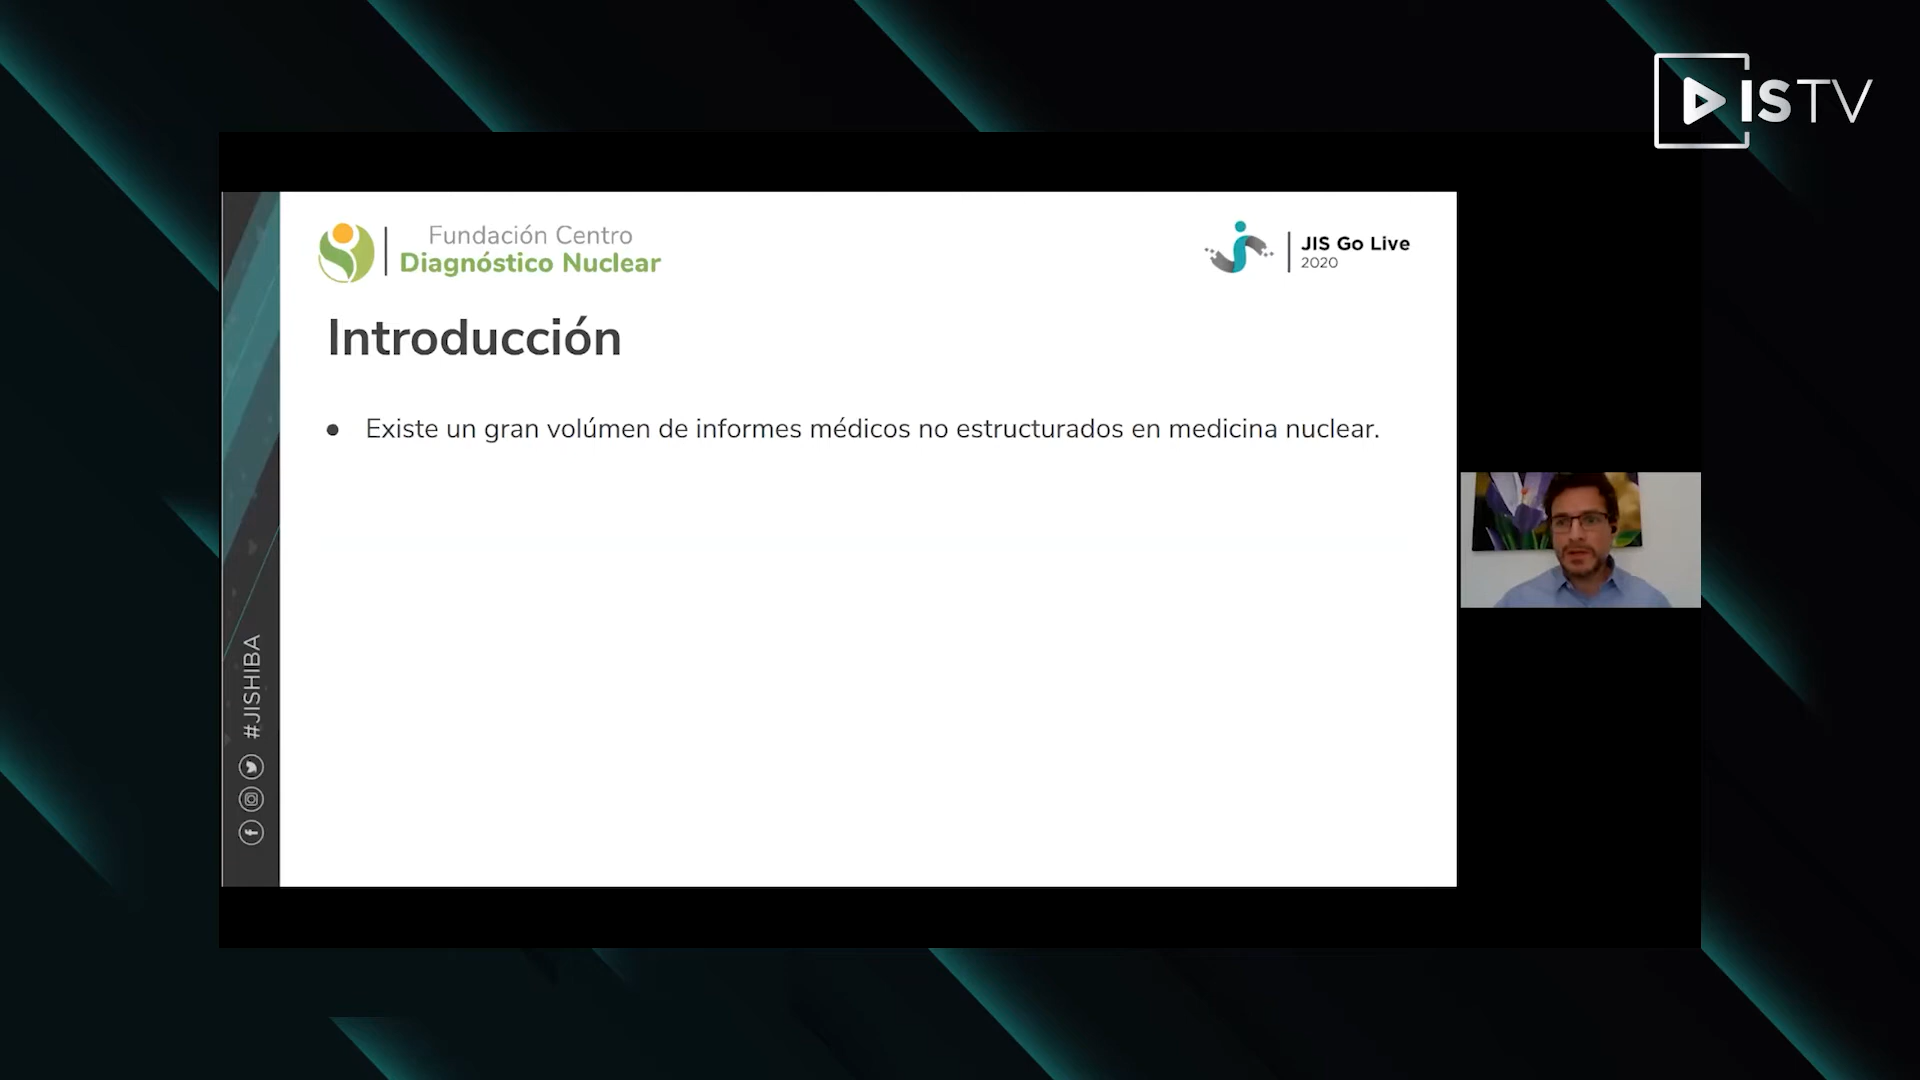 ISTV
Fundación Centro
Diagnóstico Nuclear
JIS Go Live
2020
Introducción
● Existe un gran volúmen de informes médicos no estructurados en medicina nuclear.
#JISHIBA